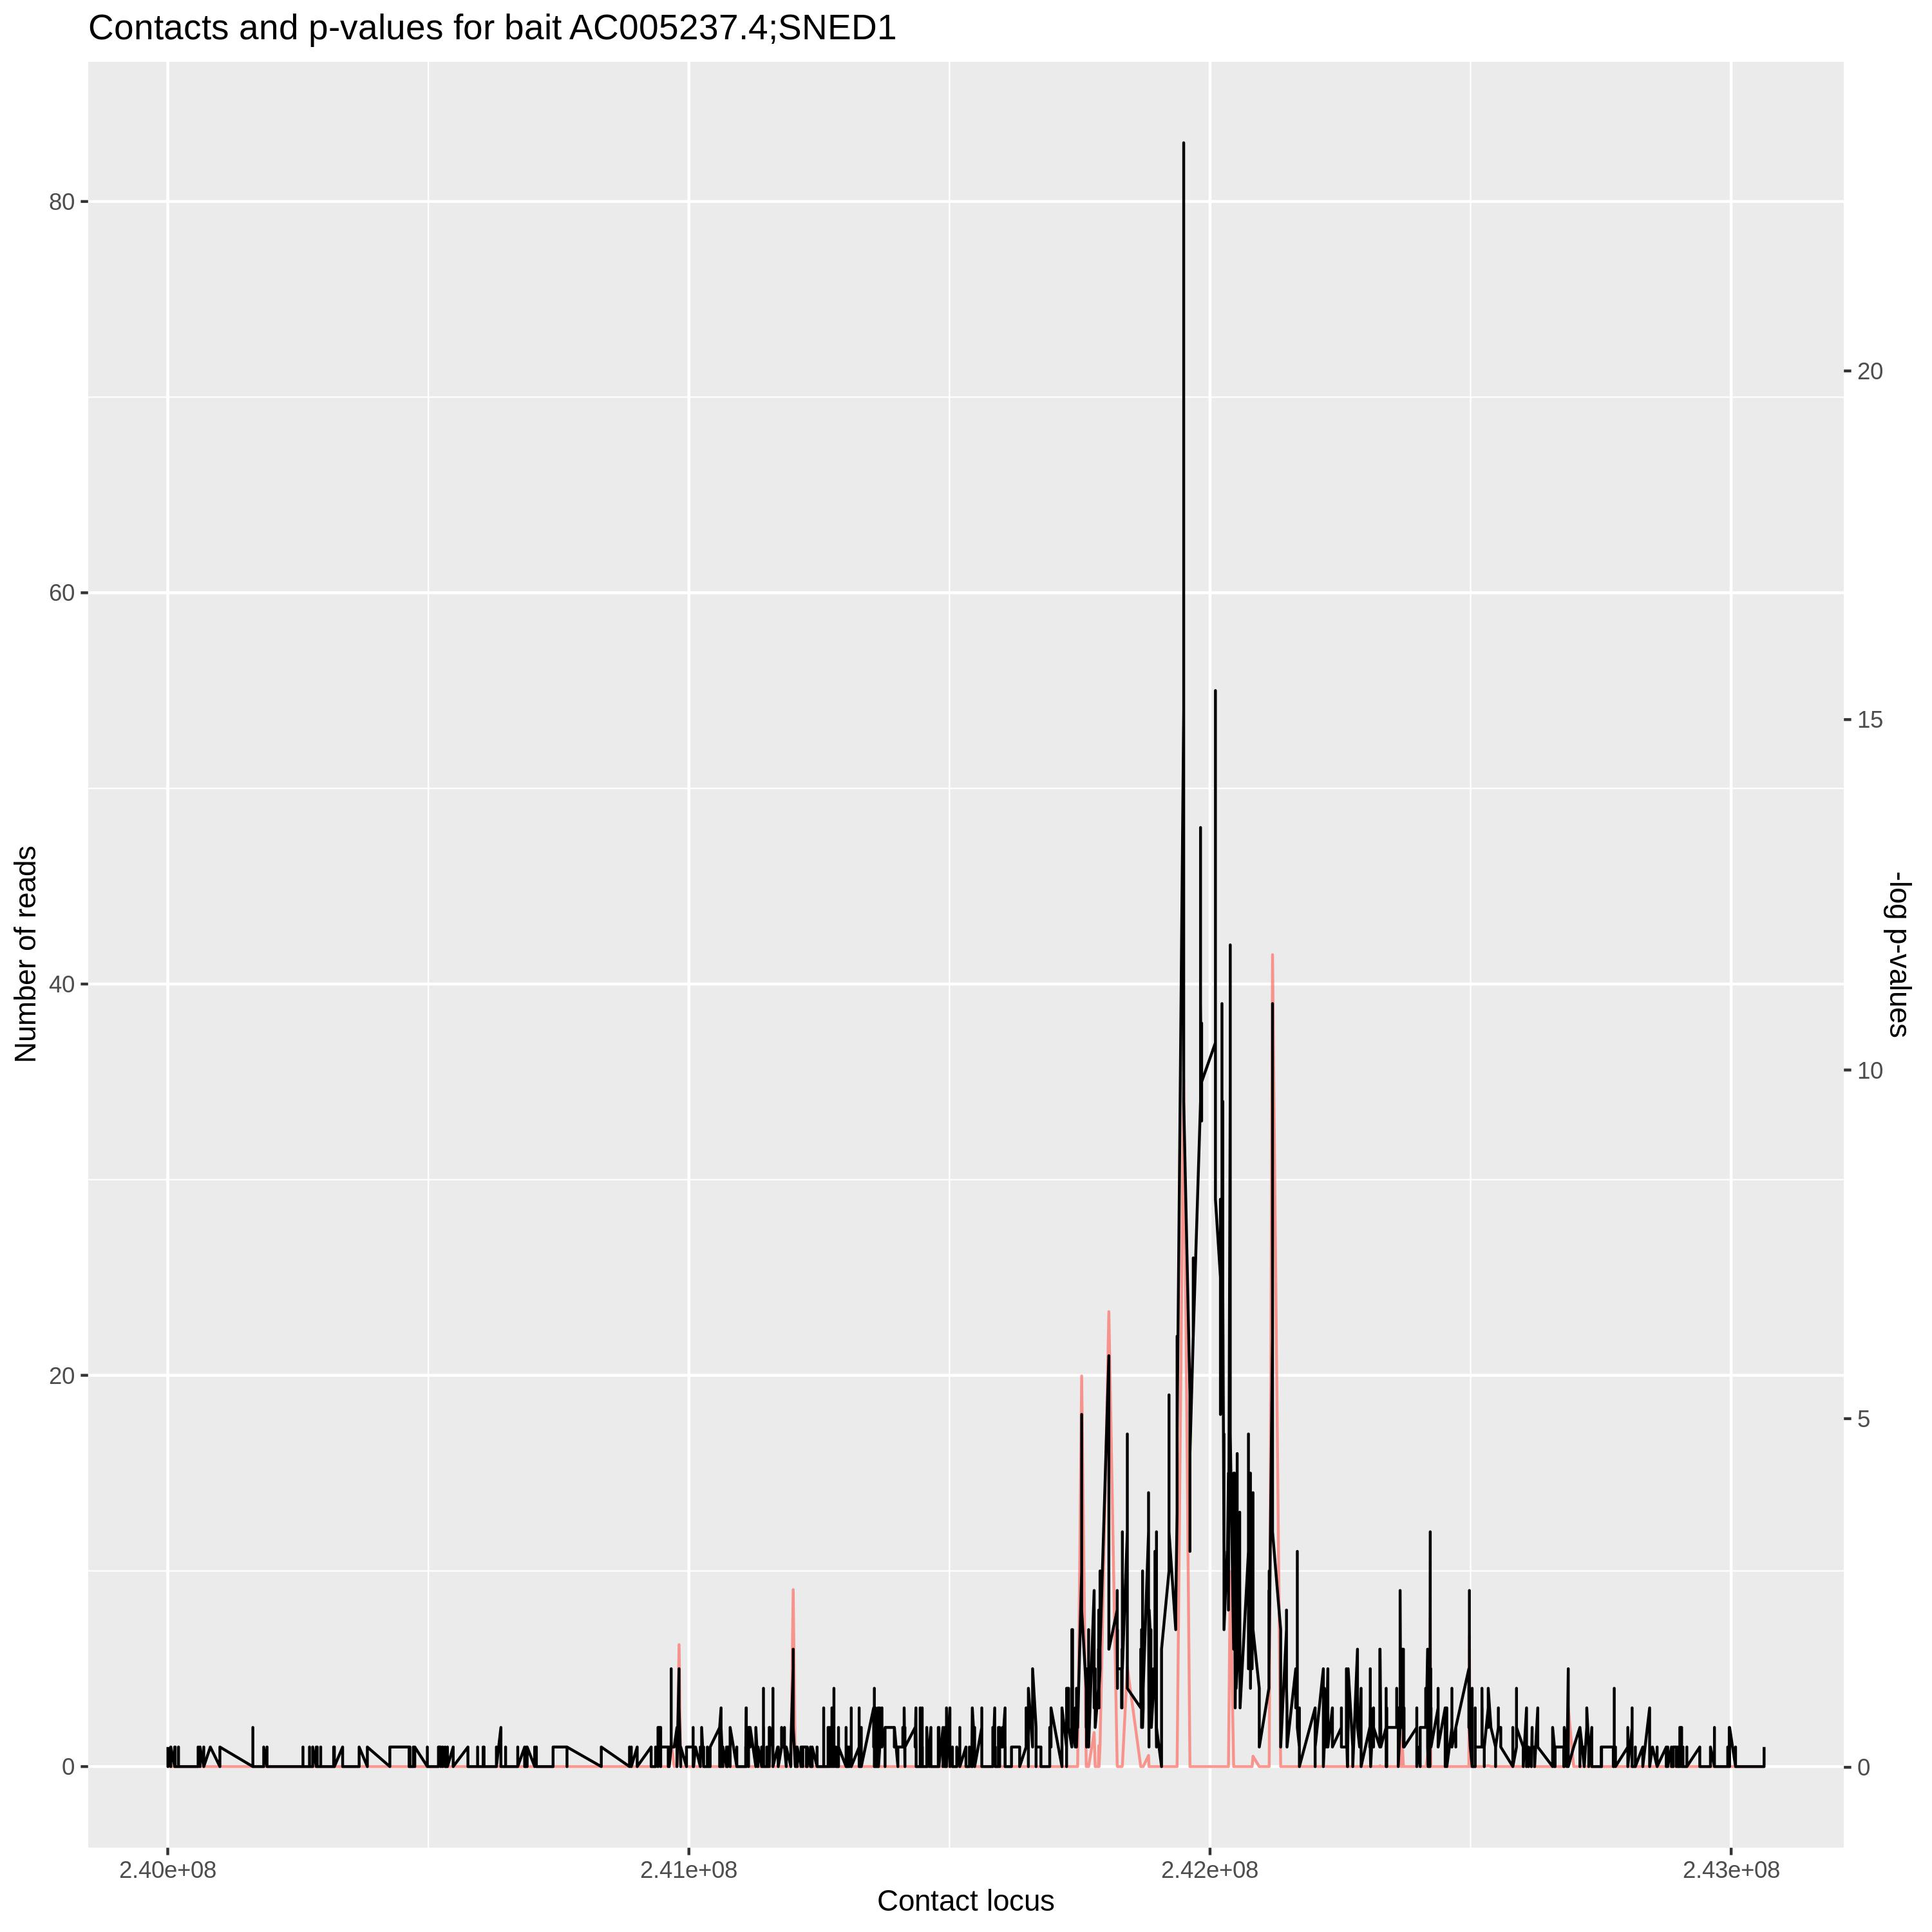 Contacts and p-values for bait AC005237.4;SNED1
Number of reads
80
60
40
20
0
20
15
10
5
0
-log p-values
2.40e+08
2.41e+08
2.42e+08
2.43e+08
Contact locus